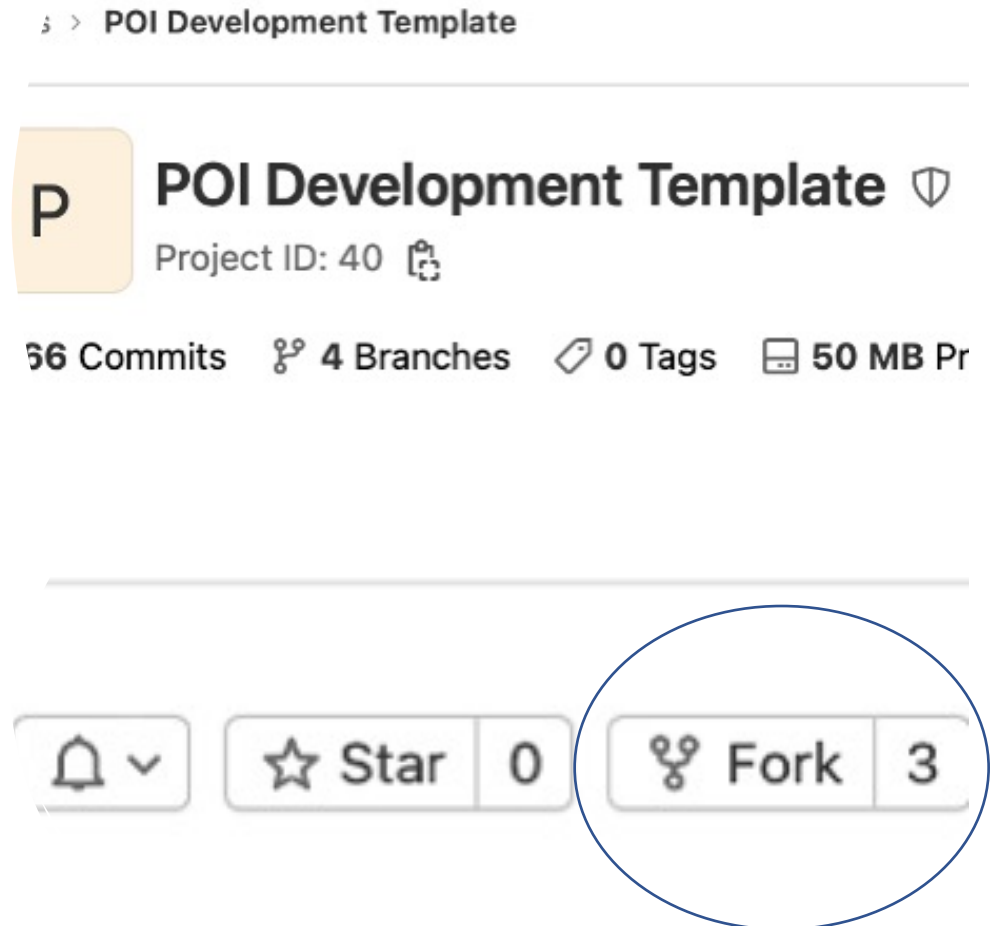 POI Development Template
P
POI Development Template
Project ID: 40
66 Commits 4 Branches 0 Tags 50 MB
Star 0 Fork 3